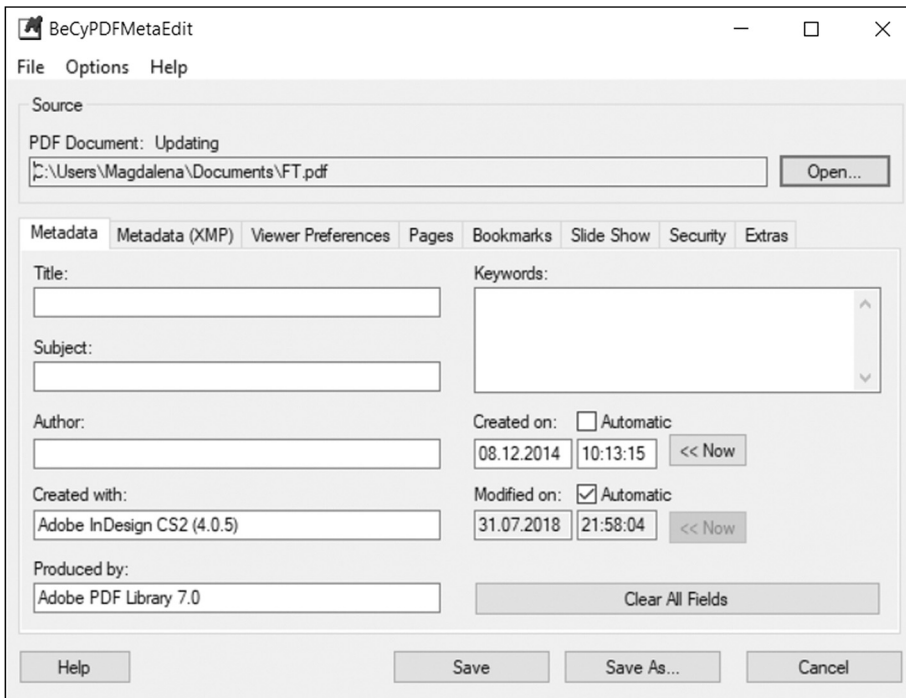 BeCyPDFMetaEdit
File Options Help
Source
PDF Document: Updating
C:\Users\Magdalena\Documents\FT.pdf
Open...
Metadata Metadata (XMP) Viewer Preferences Pages Bookmarks Slide Show Security Extras
Title:
Keywords:
Subject:
Author:
Created on: Automatic
08.12.2014 10:13:15 << Now
Created with:
Adobe InDesign CS2 (4.0.5)
Modified on: Automatic
31.07.2018 21:58:04 << Now
Produced by:
Adobe PDF Library 7.0
Clear All Fields
Help Save Save As... Cancel